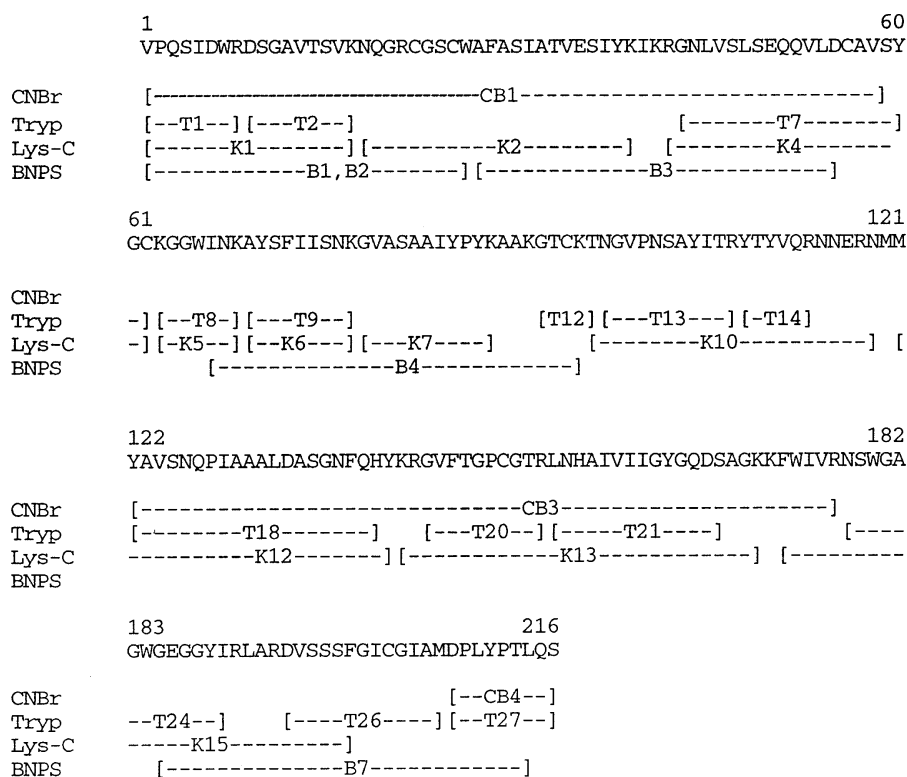 1 60
VPQSIDWRDSGAVTSVKNQGRCGSCWAFASIATVESIYKIKRGNLVSLSEQQVLDCAVSY
CNBr [----------------------------------CB1-------------------------------------]
Tryp [--T1---] [----T2----] [---------T7--------
Lys-C [-------K1---------] [------------K2----------] [---------K4---------
BNPS [--------------B1,B2--------] [----------------B3---------------]
61 121
GCKGGWINKAYSFIISNKGVASAAIYPYKAAKGTCKTNGVPNSAYITRYTYVQRNNERNMM
CNBr
Tryp -][--T8-] [---T9----] [T12] [----T13-----] [-T14]
Lys-C -] [-K5---] [--K6----] [----K7-----] [----------K10--------------] [
BNPS [-----------------B4---------------]
122 182
YAVSNQPIAAALDASGNFQHYKRGVFTGPCGTRLNHAIVIIGYGQDSAGKKFWIVRNSWGA
CNBr [-------------------------------------CB3----------------------------]
Tryp [---------T18---------] [---T20---] [------T21-------] [----
Lys-C ------------K12----------] [---------------K13--------------] [----------
BNPS
183 216
GWGEGGYIRLARDVSSSFGICGIAMDPLYPTLQS
CNBr [--CB4--]
Tryp --T24--] [----T26----] [--T27--]
Lys-C -----K15------------]
BNPS [----------------B7--------------]